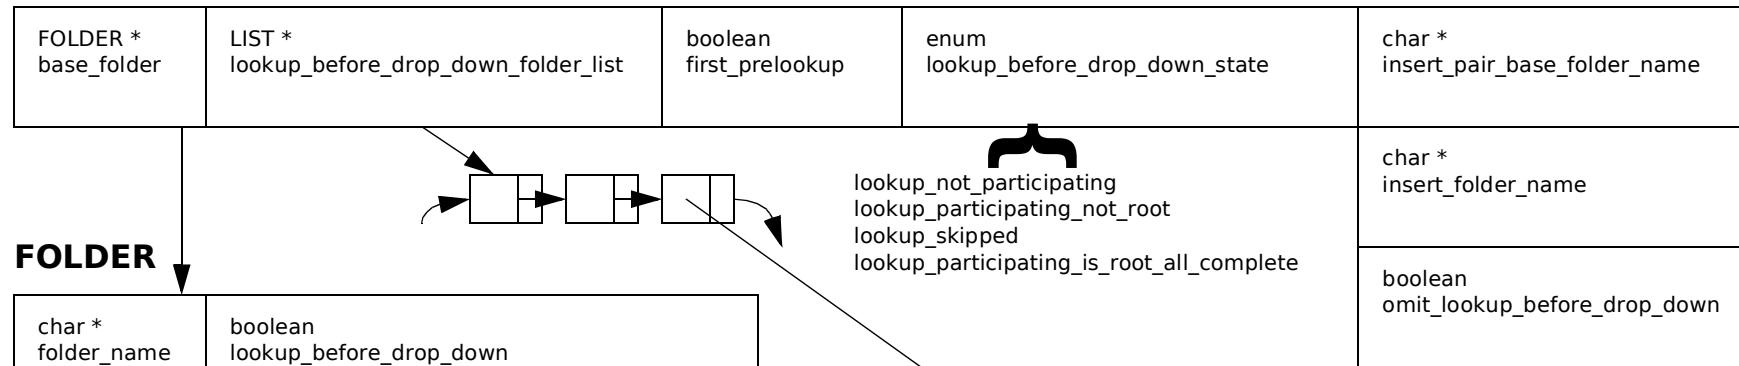 FOLDER *
base_folder
LIST *
lookup_before_drop_down_folder_list
boolean
first_prelookup
enum
lookup_before_drop_down_state
char *
insert_pair_base_folder_name
char *
insert_folder_name
lookup_not_participating
lookup_participating_not_root
lookup_skipped
lookup_participating_is_root_all_complete
boolean
omit_lookup_before_drop_down
FOLDER
char *
folder_name
boolean
lookup_before_drop_down